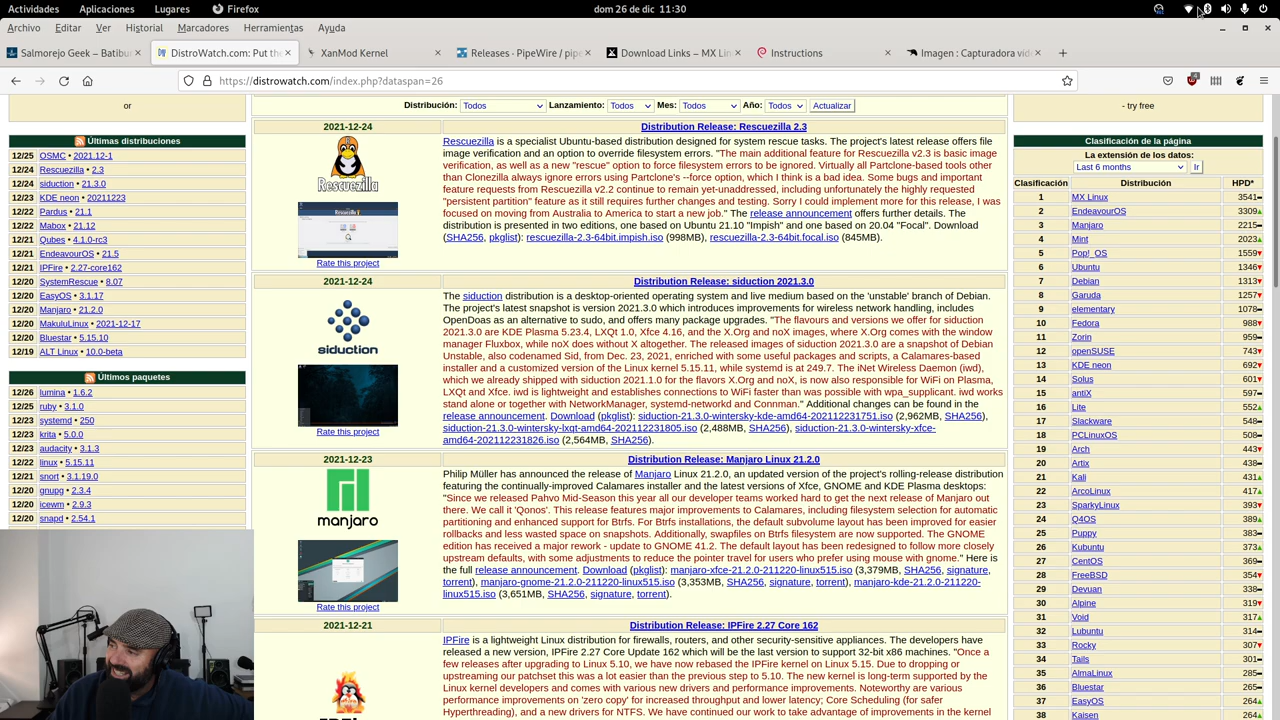 Actividades
Firefox
dom 26 de dic 11:30
Archivo Editar Ver Historial Marcadores Herramientas Ayuda
Salmorejo Geek – Batibur
DistroWatch.com: Put the
XanMod Kernel
Releases · PipeWire / pipe
Download Links – MX Lin
Instructions
Imagen : Capturadora víd
https://distrowatch.com/index.php?dataspan=26
or
Últimas distribuciones
12/25 OSMC • 2021.12-1
12/24 Rescuezilla • 2.3
12/24 siduction • 21.3.0
12/23 KDE neon • 20211223
12/22 Pardus • 21.1
12/22 Mabox • 21.12
12/21 Qubes • 4.1.0-rc3
12/21 EndeavourOS • 21.5
12/21 IPFire • 2.27-core162
12/20 SystemRescue • 8.07
12/20 EasyOS • 3.1.17
12/20 Manjaro • 21.2.0
12/20 MakuluLinux • 2021-12-17
12/20 Bluestar • 5.15.10
12/19 ALT Linux • 10.0-beta
Últimos paquetes
12/26 lumina • 1.6.2
12/25 ruby • 3.1.0
12/23 systemd • 250
12/23 krita • 5.0.0
12/23 audacity • 3.1.3
12/22 linux • 5.15.11
12/21 snort • 3.1.19.0
12/20 gnupg • 2.3.4
12/20 icewm • 2.9.3
12/20 snapd • 2.54.1
Distribución: Todos Lanzamiento: Todos Mes: Todos Año: Todos Actualizar
2021-12-24
Distribution Release: Rescuezilla 2.3
Rescuezilla
Rate this project
Rescuezilla is a specialist Ubuntu-based distribution designed for system rescue tasks. The project's latest release offers file
image verification and an option to override filesystem errors. "The main additional feature for Rescuezilla v2.3 is basic image
verification, as well as a new "rescue" option to force filesystem errors to be ignored. Virtually all Partclone-based tools other
than Clonezilla always ignore errors using Partclone's --force option, which I think is a bad idea. Some bugs and important
feature requests from Rescuezilla v2.2 continue to remain yet-unaddressed, including unfortunately the highly requested
"persistent partition" feature as it still requires further changes and testing. Sorry I could implement more for this release, I was
focused on moving from Australia to America to start a new job." The release announcement offers further details. The
distribution is presented in two editions, one based on Ubuntu 21.10 "Impish" and one based on 20.04 "Focal". Download
(SHA256, pkglist): rescuezilla-2.3-64bit.impish.iso (998MB), rescuezilla-2.3-64bit.focal.iso (845MB).
2021-12-24
Distribution Release: siduction 2021.3.0
siduction
Rate this project
The siduction distribution is a desktop-oriented operating system and live medium based on the 'unstable' branch of Debian.
The project's latest snapshot is version 2021.3.0 which introduces improvements for wireless network handling, includes
OpenDoas as an alternative to sudo, and offers many package upgrades. "The flavours and versions we offer for siduction
2021.3.0 are KDE Plasma 5.23.4, LXQt 1.0, Xfce 4.16, and the X.Org and noX images, where X.Org comes with the window
manager Fluxbox, while noX does without X altogether. The released images of siduction 2021.3.0 are a snapshot of Debian
Unstable, also codenamed Sid, from Dec. 23, 2021, enriched with some useful packages and scripts, a Calamares-based
installer and a customized version of the Linux kernel 5.15.11, while systemd is at 249.7. The iNet Wireless Daemon (iwd),
which we already shipped with siduction 2021.1.0 for the flavors X.Org and noX, is now also responsible for WiFi on Plasma,
LXQt and Xfce. iwd is lightweight and establishes connections to WiFi faster than was possible with wpa_supplicant. iwd works
stand alone or together with NetworkManager, systemd-networkd and Connman." Additional changes can be found in the
release announcement. Download (pkglist): siduction-21.3.0-wintersky-kde-amd64-202112231751.iso (2,962MB, SHA256),
siduction-21.3.0-wintersky-lxqt-amd64-202112231805.iso (2,488MB, SHA256), siduction-21.3.0-wintersky-xfce-
amd64-202112231826.iso (2,564MB, SHA256).
2021-12-23
Distribution Release: Manjaro Linux 21.2.0
manjaro
Rate this project
Philip Müller has announced the release of Manjaro Linux 21.2.0, an updated version of the project's rolling-release distribution
featuring the continually-improved Calamares installer and the latest versions of Xfce, GNOME and KDE Plasma desktops:
"Since we released Pahvo Mid-Season this year all our developer teams worked hard to get the next release of Manjaro out
there. We call it 'Qonos'. This release features major improvements to Calamares, including filesystem selection for automatic
partitioning and enhanced support for Btrfs. For Btrfs installations, the default subvolume layout has been improved for easier
rollbacks and less wasted space on snapshots. Additionally, swapfiles on Btrfs filesystem are now supported. The GNOME
edition has received a major rework - update to GNOME 41.2. The default layout has been redesigned to follow more closely
upstream defaults, with some adjustments to reduce the pointer travel for users who prefer using mouse with gnome." Here is
the full release announcement. Download (pkglist): manjaro-xfce-21.2.0-211220-linux515.iso (3,379MB, SHA256, signature,
torrent), manjaro-gnome-21.2.0-211220-linux515.iso (3,353MB, SHA256, signature, torrent), manjaro-kde-21.2.0-211220-
linux515.iso (3,651MB, SHA256, signature, torrent).
2021-12-21
Distribution Release: IPFire 2.27 Core 162
IPFire is a lightweight Linux distribution for firewalls, routers, and other security-sensitive appliances. The developers have
released a new version, IPFire 2.27 Core Update 162 which will be the last version to support 32-bit x86 machines. "Once a
few releases after upgrading to Linux 5.10, we have now rebased the IPFire kernel on Linux 5.15. Due to dropping or
upstreaming our patchset this was a lot easier than the previous step to 5.10. The new kernel is long-term supported by the
Linux kernel developers and comes with various new drivers and performance improvements. Noteworthy are various
performance improvements on 'zero copy' for increased throughput and lower latency; Core Scheduling (for safer
Hyperthreading), and a new drivers for NTFS. We have continued our work to take advantage of improvements in the kernel
- try free
Clasificación de la página
La extensión de los datos:
Last 6 months Ir
Clasificación Distribución HPD*
1 MX Linux 3541
2 EndeavourOS 3309
3 Manjaro 2215
4 Mint 2023
5 Pop!_OS 1559
6 Ubuntu 1346
7 Debian 1313
8 Garuda 1257
9 elementary 1078
10 Fedora 988
11 Zorin 959
12 openSUSE 743
13 KDE neon 692
14 Solus 601
15 antiX 597
16 Lite 552
17 Slackware 548
18 PCLinuxOS 508
19 Arch 443
20 Artix 438
21 Kali 434
22 ArcoLinux 417
23 SparkyLinux 393
24 Q4OS 389
25 Puppy 383
26 Kubuntu 373
27 CentOS 369
28 FreeBSD 354
29 Devuan 338
30 Alpine 319
31 Void 317
32 Lubuntu 314
33 Rocky 307
34 Tails 301
35 AlmaLinux 285
36 Bluestar 265
37 EasyOS 264
38 Kaisen 264